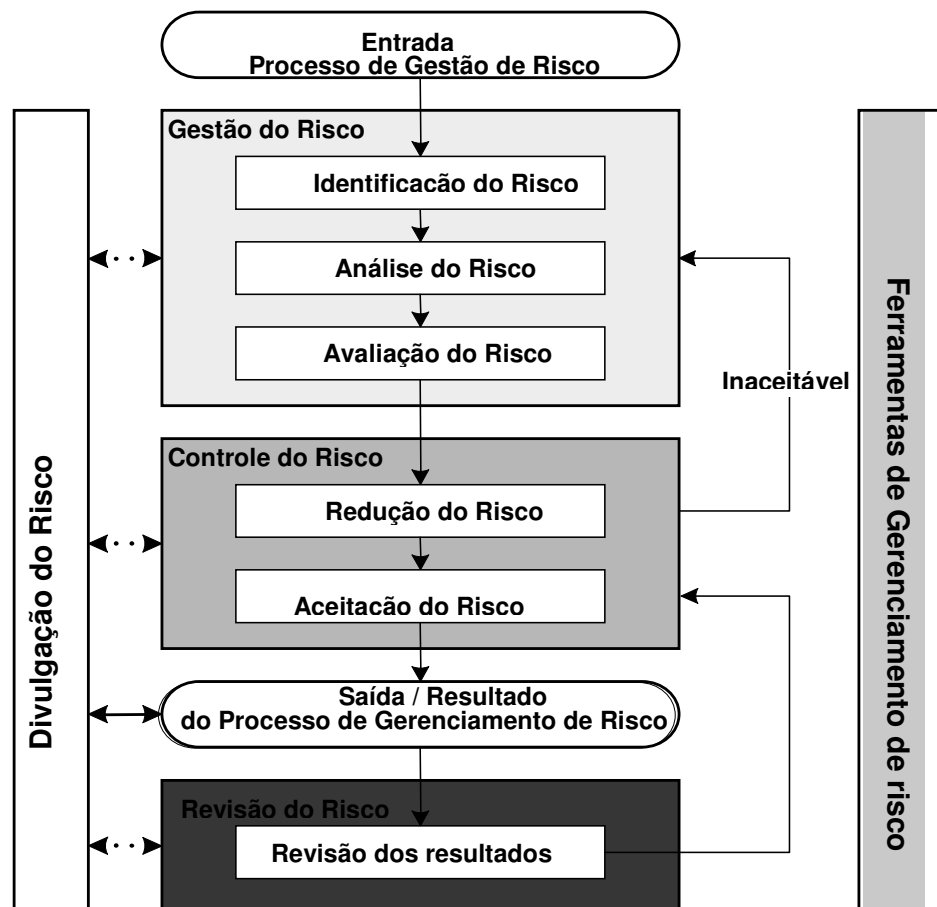 Entrada
Processo de Gestão de Risco
Gestão do Risco
Identificacão do Risco
Análise do Risco
Avaliação do Risco
Inaceitável
Controle do Risco
Redução do Risco
Aceitacão do Risco
Saída / Resultado
do Processo de Gerenciamento de Risco
Revisão do Risco
Revisão dos resultados
Divulgação do Risco
Ferramentas de Gerenciamento de risco